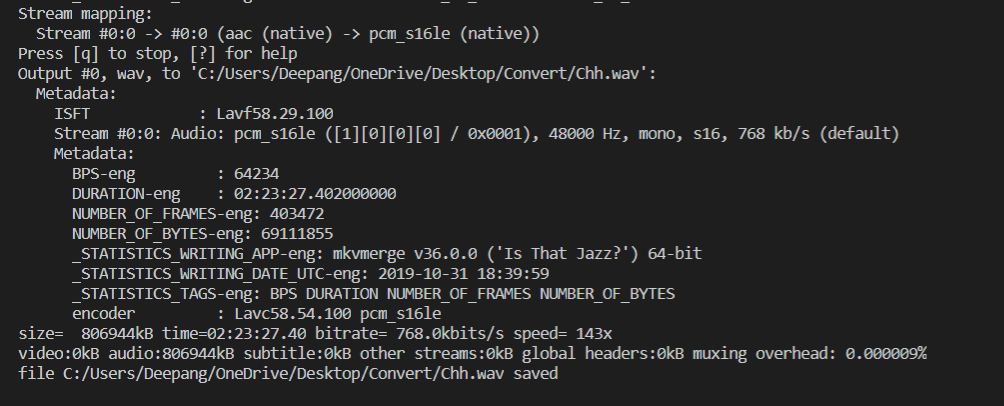 Stream mapping:
Stream #0:0 -> #0:0 (aac (native) -> pcm_s16le (native))
Press [q] to stop, [?] for help
Output #0, wav, to 'C:/Users/Deepang/OneDrive/Desktop/Convert/Chh.wav':
Metadata:
ISFT : Lavf58.29.100
Stream #0:0: Audio: pcm_s16le ([1][0][0][0] / 0x0001), 48000 Hz, mono, s16, 768 kb/s (default)
Metadata:
BPS-eng : 64234
DURATION-eng : 02:23:27.402000000
NUMBER_OF_FRAMES-eng: 403472
NUMBER_OF_BYTES-eng: 69111855
_STATISTICS_WRITING_APP-eng: mkvmerge v36.0.0 ('Is That Jazz?') 64-bit
_STATISTICS_WRITING_DATE_UTC-eng: 2019-10-31 18:39:59
_STATISTICS_TAGS-eng: BPS DURATION NUMBER_OF_FRAMES NUMBER_OF_BYTES
encoder : Lavc58.54.100 pcm_s16le
size= 806944kB time=02:23:27.40 bitrate= 768.0kbits/s speed= 143x
video:0kB audio:806944kB subtitle:0kB other streams:0kB global headers:0kB muxing overhead: 0.000009%
file C:/Users/Deepang/OneDrive/Desktop/Convert/Chh.wav saved